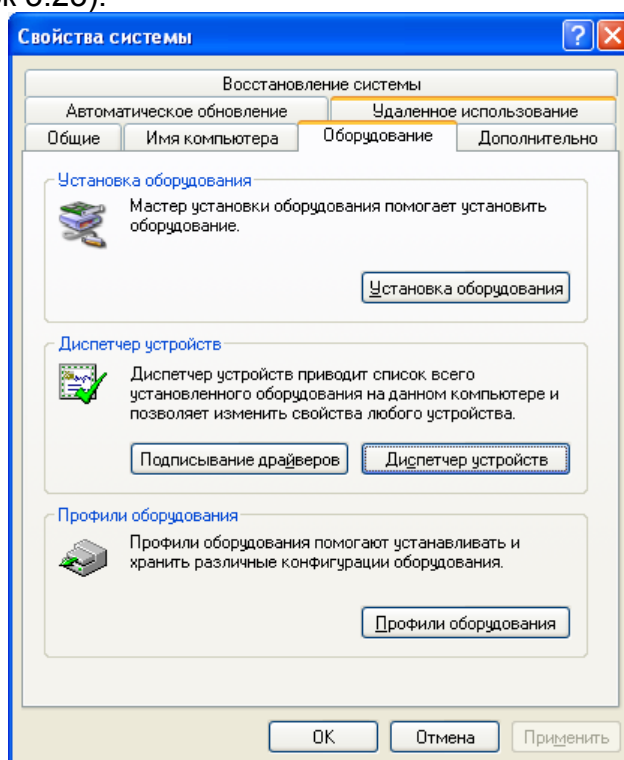 к 3.23).
Свойства системы
Восстановление системы
Автоматическое обновление Удаленное использование
Общие Имя компьютера Оборудование Дополнительно
Установка оборудования
Мастер установки оборудования помогает установить
оборудование.
Установка оборудования
Диспетчер устройств
Диспетчер устройств приводит список всего
установленного оборудования на данном компьютере и
позволяет изменить свойства любого устройства.
Подписывание драйверов Диспетчер устройств
Профили оборудования
Профили оборудования помогают устанавливать и
хранить различные конфигурации оборудования.
Профили оборудования
ОК Отмена Применить